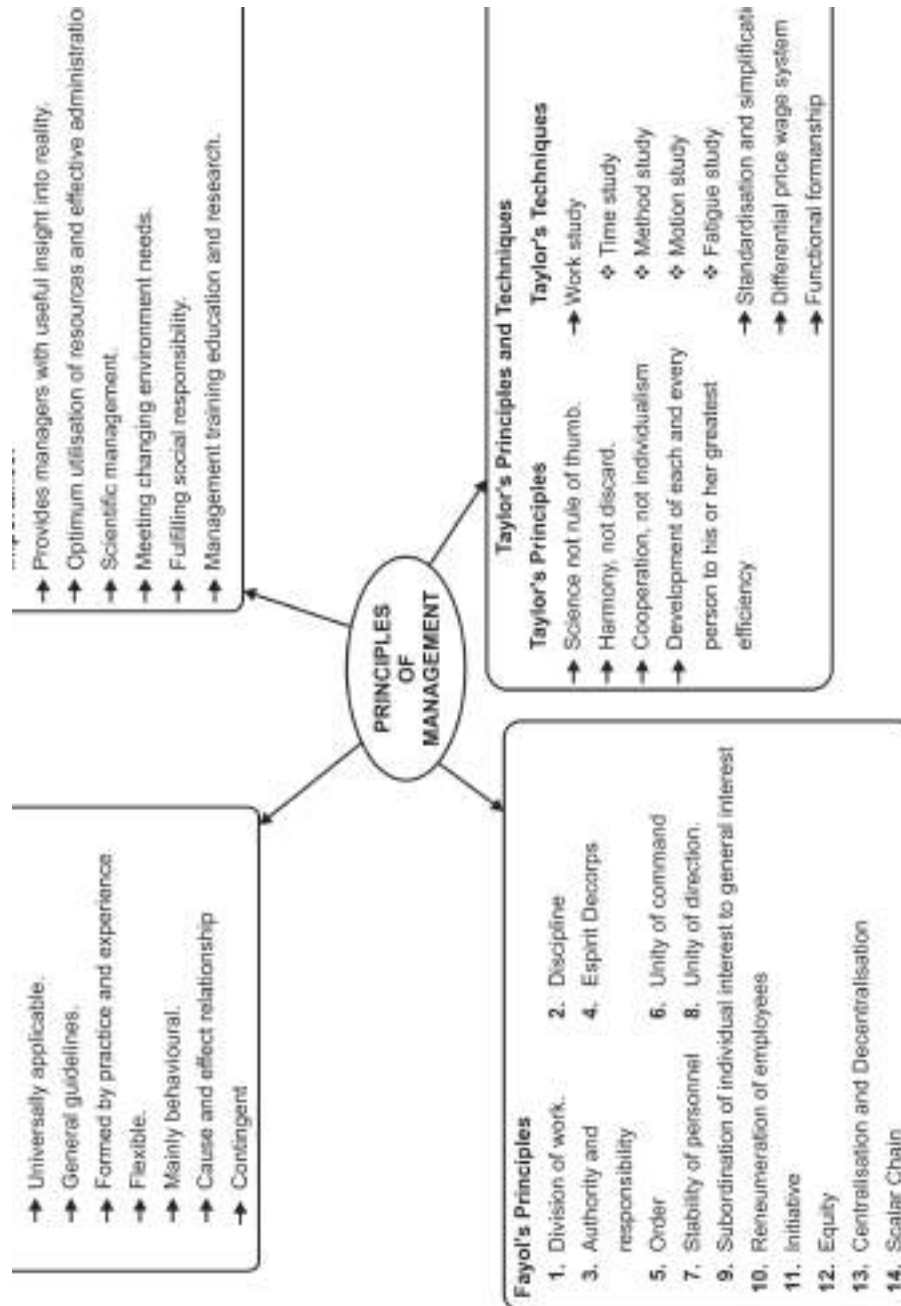 → Universally applicable.
→ General guidelines.
→ Formed by practice and experience.
→ Flexible.
→ Mainly behavioural.
→ Cause and effect relationship
→ Contingent
→ Provides managers with useful insight into reality.
→ Optimum utilisation of resources and effective administratio
→ Scientific management.
→ Meeting changing environment needs.
→ Fulfilling social responsibility.
→ Management training education and research.
PRINCIPLES
OF
MANAGEMENT
Fayol's Principles
1. Division of work. 2. Discipline
3. Authority and 4. Espirit Decorps
responsibility
5. Order 6. Unity of command
7. Stability of personnel 8. Unity of direction.
9. Subordination of individual interest to general interest
10. Reneumeration of employees
11. Initiative
12. Equity
13. Centralisation and Decentralisation
14. Scalar Chain
Taylor's Principles and Techniques
Taylor's Principles
→ Science not rule of thumb.
→ Harmony, not discard.
→ Cooperation, not individualism
→ Development of each and every
person to his or her greatest
efficiency
Taylor's Techniques
→ Work study
❖ Time study
❖ Method study
❖ Motion study
❖ Fatigue study
→ Standardisation and simplificati
→ Differential price wage system
→ Functional formanship